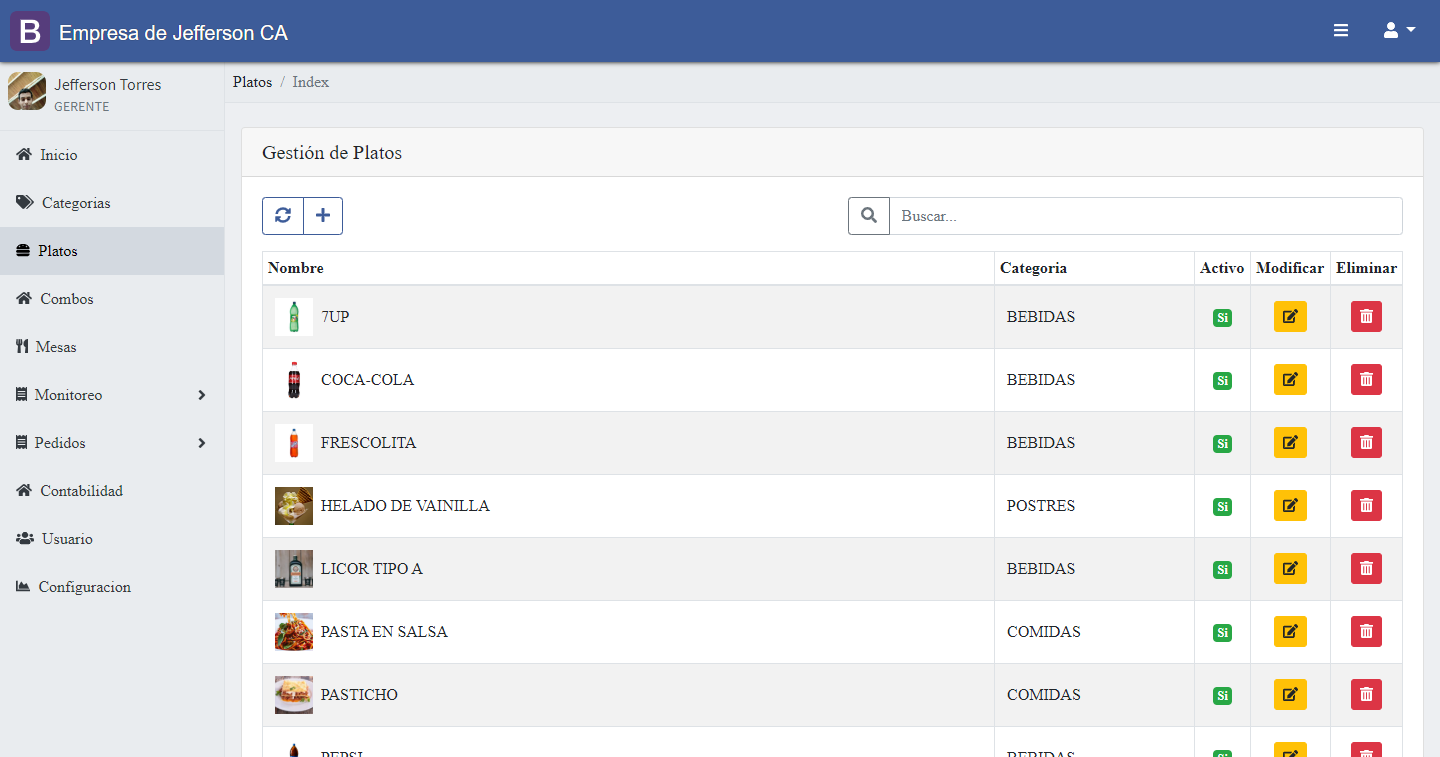 B Empresa de Jefferson CA
Jefferson Torres
GERENTE
Inicio
Categorias
Platos
Combos
Mesas
Monitoreo
Pedidos
Contabilidad
Usuario
Configuracion
Platos / Index
Gestión de Platos
Buscar...
Nombre Categoria Activo Modificar Eliminar
7UP BEBIDAS Si
COCA-COLA BEBIDAS Si
FRESCOLITA BEBIDAS Si
HELADO DE VAINILLA POSTRES Si
LICOR TIPO A BEBIDAS Si
PASTA EN SALSA COMIDAS Si
PASTICHO COMIDAS Si
PEPSI BEBIDAS Si